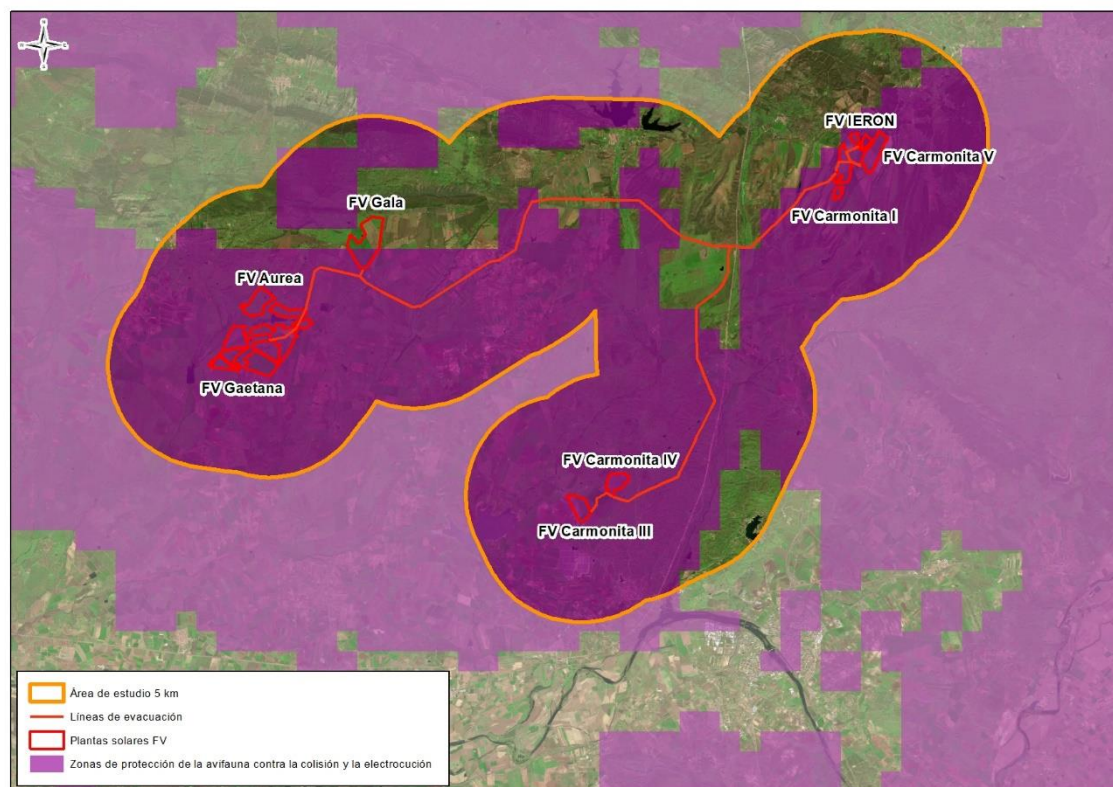 FV IERON
FV Carmonita V
FV Gala
FV Carmonita I
FV Aurea
FV Gaetana
FV Carmonita IV
FV Carmonita III
Área de estudio 5 km
Líneas de evacuación
Plantas solares FV
Zonas de protección de la avifauna contra la colisión y la electrocución